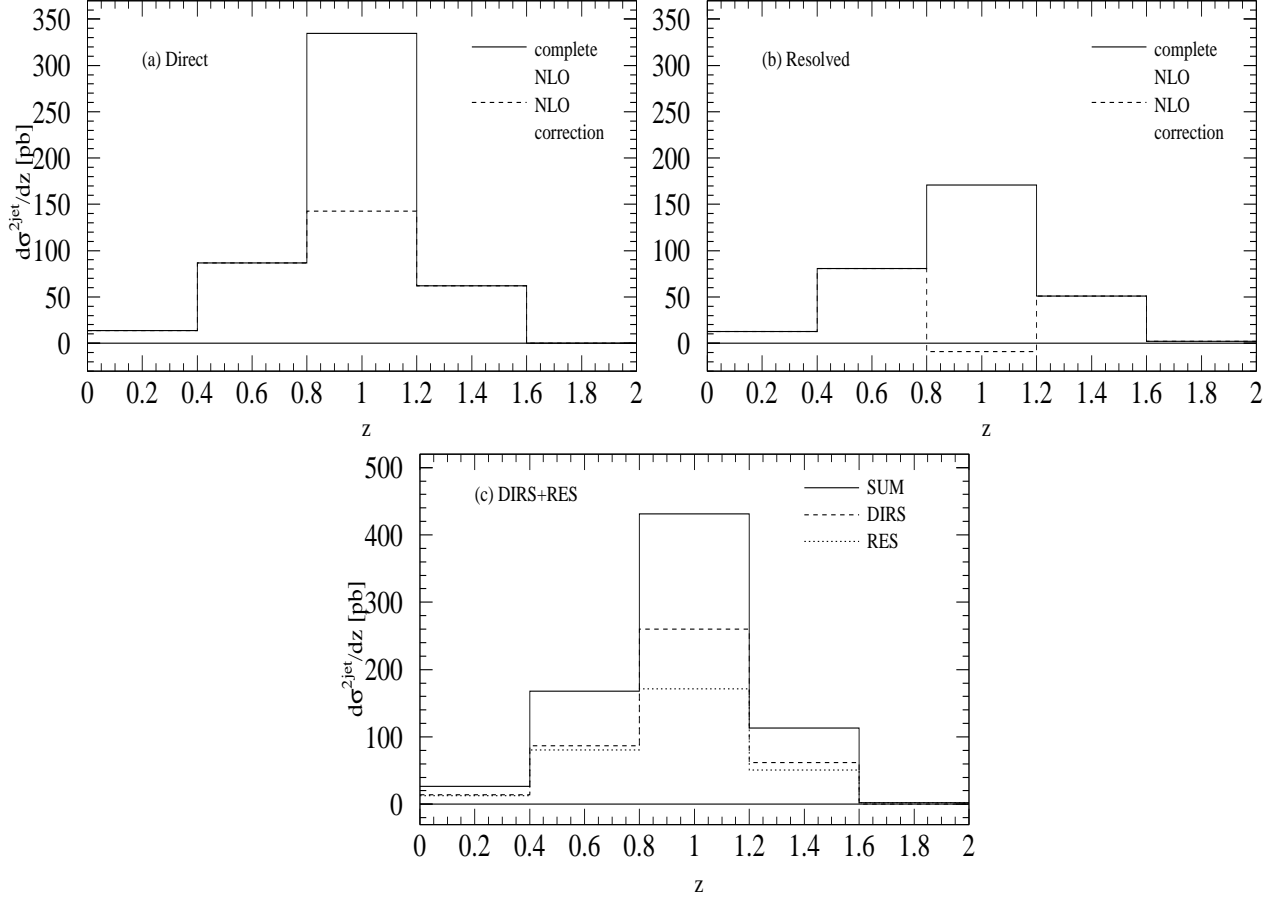 350
300
250
200
150
100
50
0
dσ^2jet/dz [pb]
(a) Direct
complete
NLO
NLO
correction
0 0.2 0.4 0.6 0.8 1 1.2 1.4 1.6 1.8 2
z
350
300
250
200
150
100
50
0
(b) Resolved
complete
NLO
NLO
correction
0 0.2 0.4 0.6 0.8 1 1.2 1.4 1.6 1.8 2
z
500
400
300
200
100
0
dσ^2jet/dz [pb]
(c) DIRS+RES
SUM
DIRS
RES
0 0.2 0.4 0.6 0.8 1 1.2 1.4 1.6 1.8 2
z